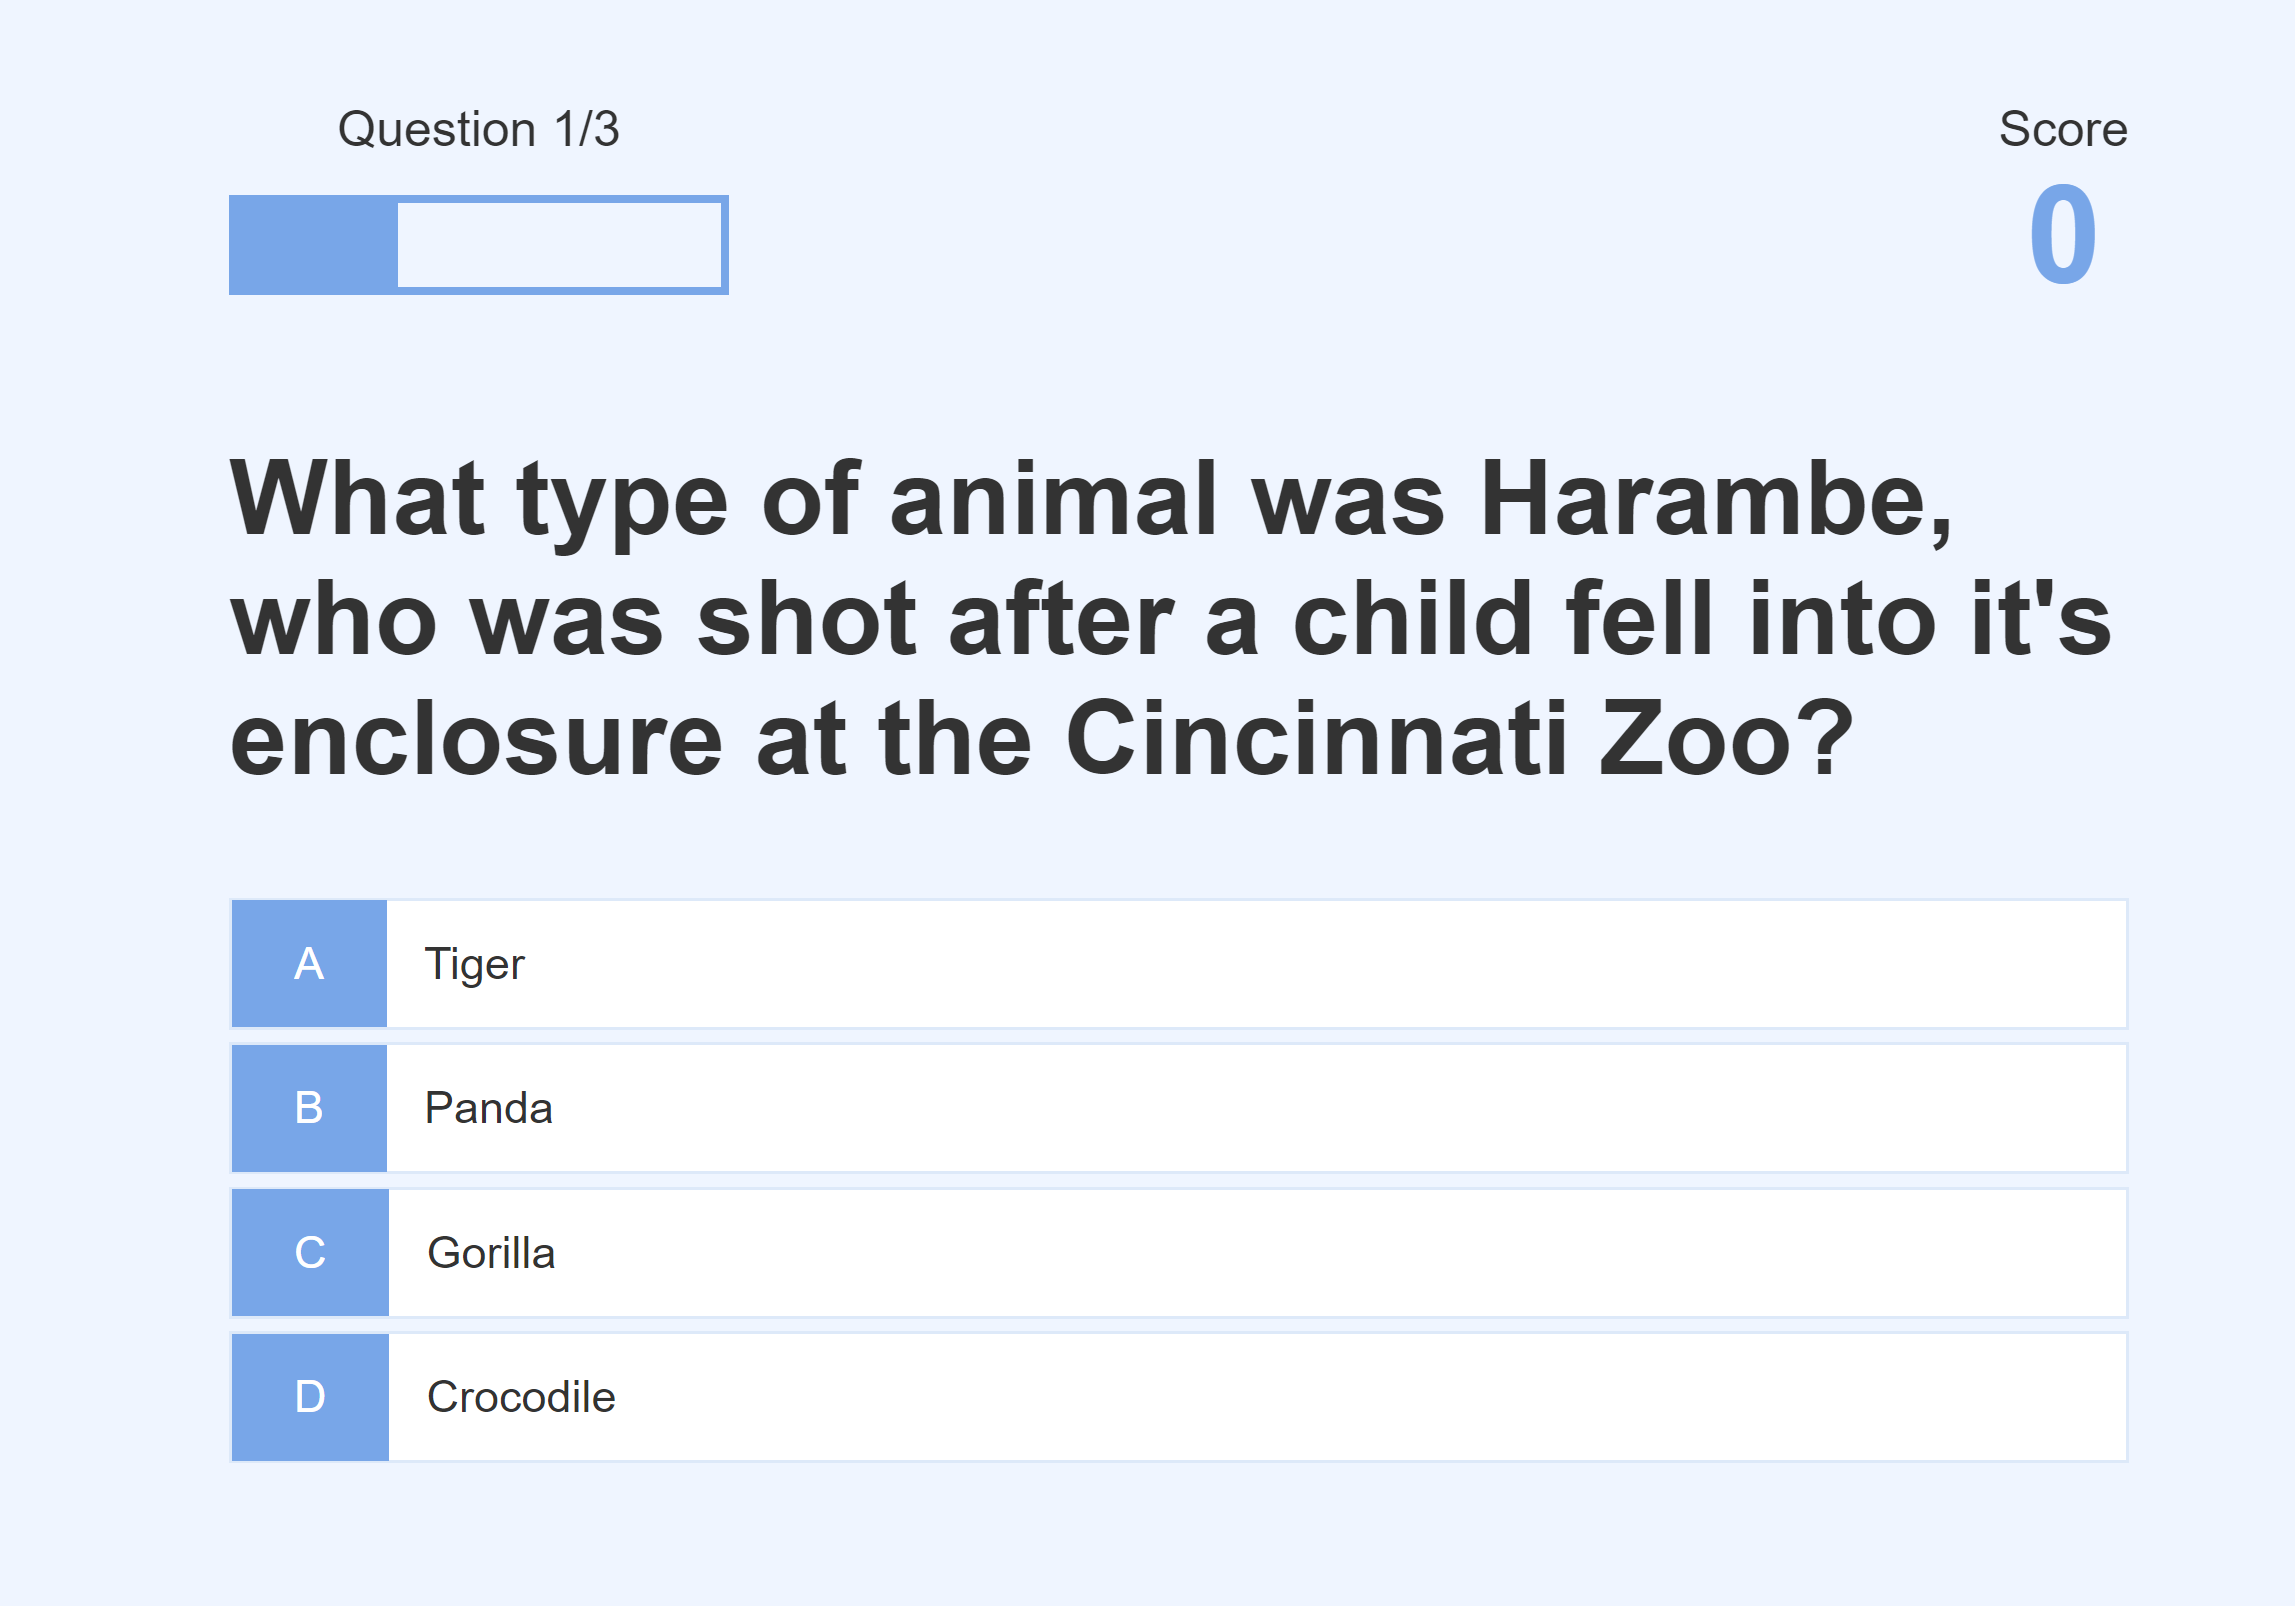 Question 1/3
Score
0
What type of animal was Harambe,
who was shot after a child fell into it's
enclosure at the Cincinnati Zoo?
A Tiger
B Panda
C Gorilla
D Crocodile